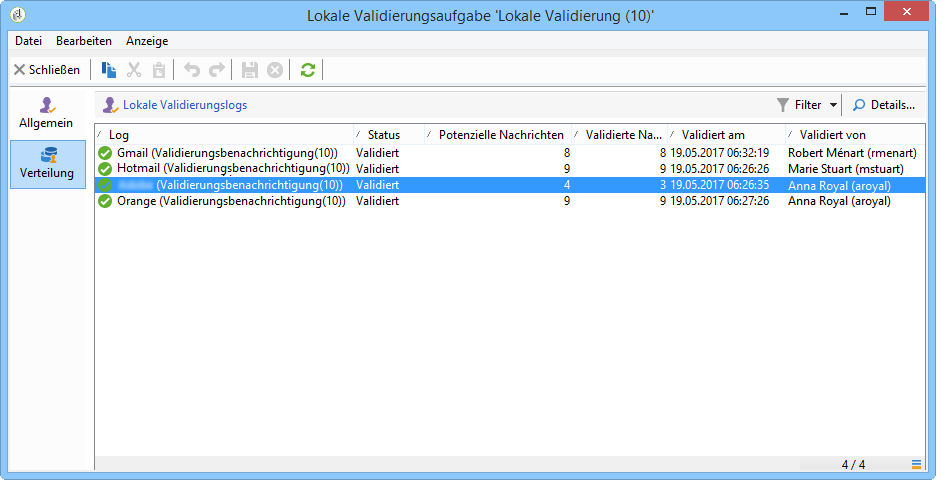 Lokale Validierungsaufgabe 'Lokale Validierung (10)'
Datei Bearbeiten Anzeige
Schließen
Allgemein
Verteilung
Lokale Validierungslogs Filter Details...
Log Status Potenzielle Nachrichten Validierte Na... Validiert am Validiert von
Gmail (Validierungsbenachrichtigung(10)) Validiert 8 8 19.05.2017 06:32:19 Robert Ménart (rmenart)
Hotmail (Validierungsbenachrichtigung(10)) Validiert 9 9 19.05.2017 06:26:26 Marie Stuart (mstuart)
(Validierungsbenachrichtigung(10)) Validiert 4 3 19.05.2017 06:26:35 Anna Royal (aroyal)
Orange (Validierungsbenachrichtigung(10)) Validiert 9 9 19.05.2017 06:27:26 Anna Royal (aroyal)
4 / 4